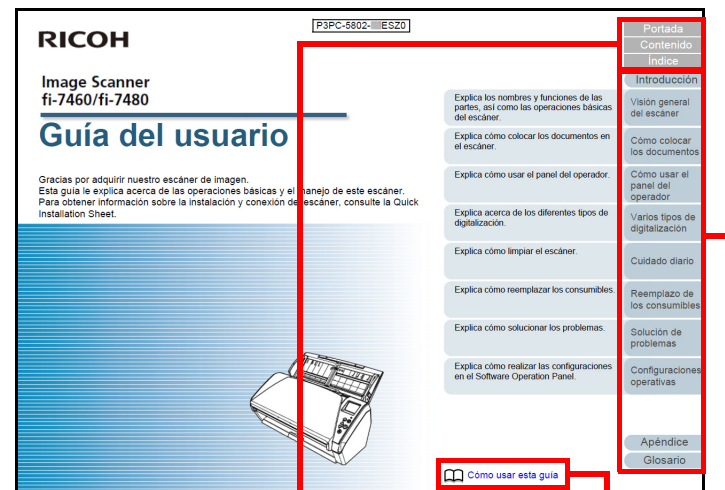 P3PC-5802- ESZ0
RICOH
Image Scanner
fi-7460/fi-7480
Guía del usuario
Gracias por adquirir nuestro escáner de imagen.
Esta guía le explica acerca de las operaciones básicas y el manejo de este escáner.
Para obtener información sobre la instalación y conexión de escáner, consulte la Quick
Installation Sheet.
Portada
Contenido
Índice
Introducción
Explica los nombres y funciones de las
partes, así como las operaciones básicas
del escáner.
Visión general
del escáner
Explica cómo colocar los documentos en
el escáner.
Cómo colocar
los documentos
Explica cómo usar el panel del operador.
Cómo usar el
panel del
operador
Explica acerca de los diferentes tipos de
digitalización.
Varios tipos de
digitalización
Explica cómo limpiar el escáner.
Cuidado diario
Explica cómo reemplazar los consumibles.
Reemplazo de
los consumibles
Explica cómo solucionar los problemas.
Solución de
problemas
Explica cómo realizar las configuraciones
en el Software Operation Panel.
Configuraciones
operativas
Apéndice
Glosario
Cómo usar esta guía